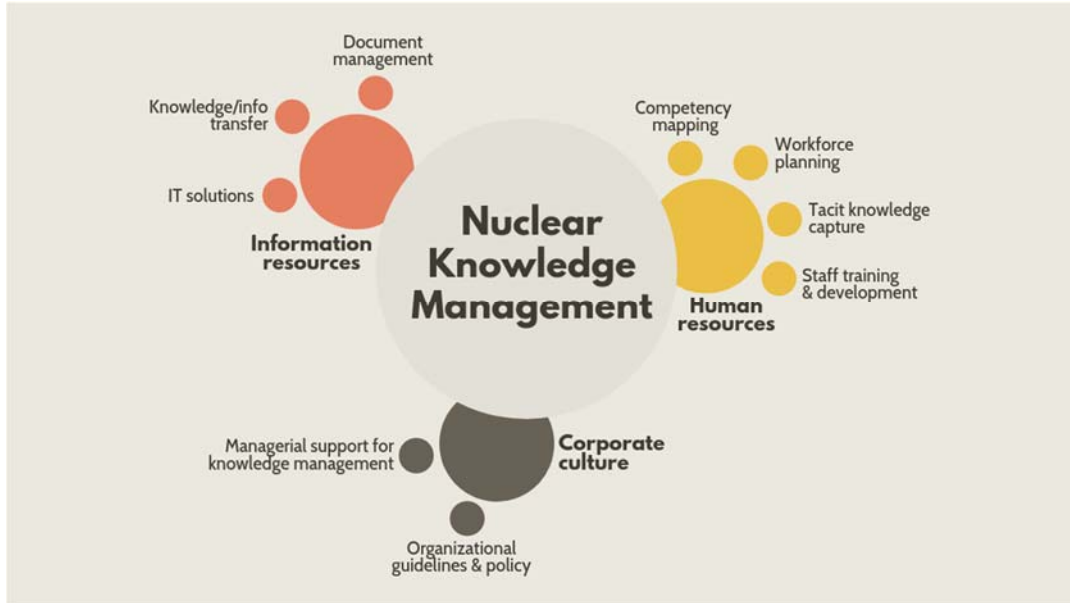 Document
management
Knowledge/info
transfer
IT solutions
Information
resources
Nuclear
Knowledge
Management
Competency
mapping
Workforce
planning
Tacit knowledge
capture
Staff training
& development
Human
resources
Managerial support for
knowledge management
Corporate
culture
Organizational
guidelines & policy